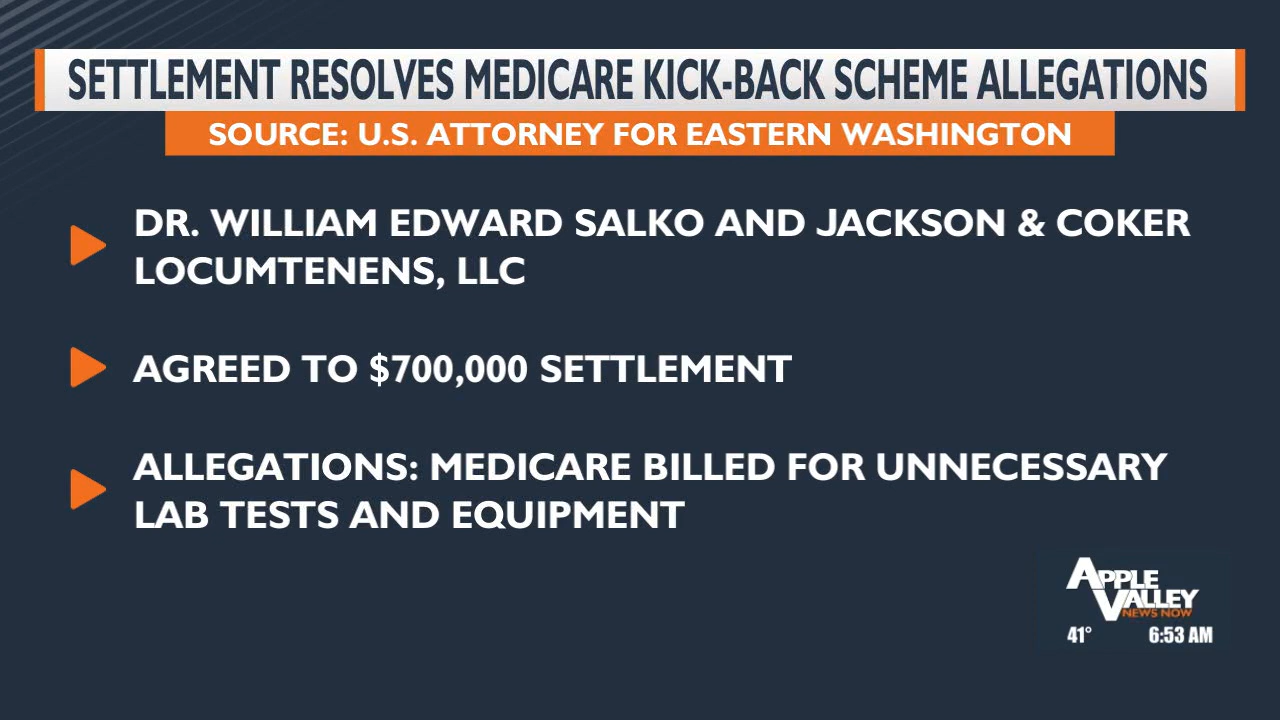 SETTLEMENT RESOLVES MEDICARE KICK-BACK SCHEME ALLEGATIONS
SOURCE: U.S. ATTORNEY FOR EASTERN WASHINGTON
DR. WILLIAM EDWARD SALKO AND JACKSON & COKER
LOCUMTENENS, LLC
AGREED TO $700,000 SETTLEMENT
ALLEGATIONS: MEDICARE BILLED FOR UNNECESSARY
LAB TESTS AND EQUIPMENT
APPLE
VALLEY
NEWS NOW
41° 6:53 AM